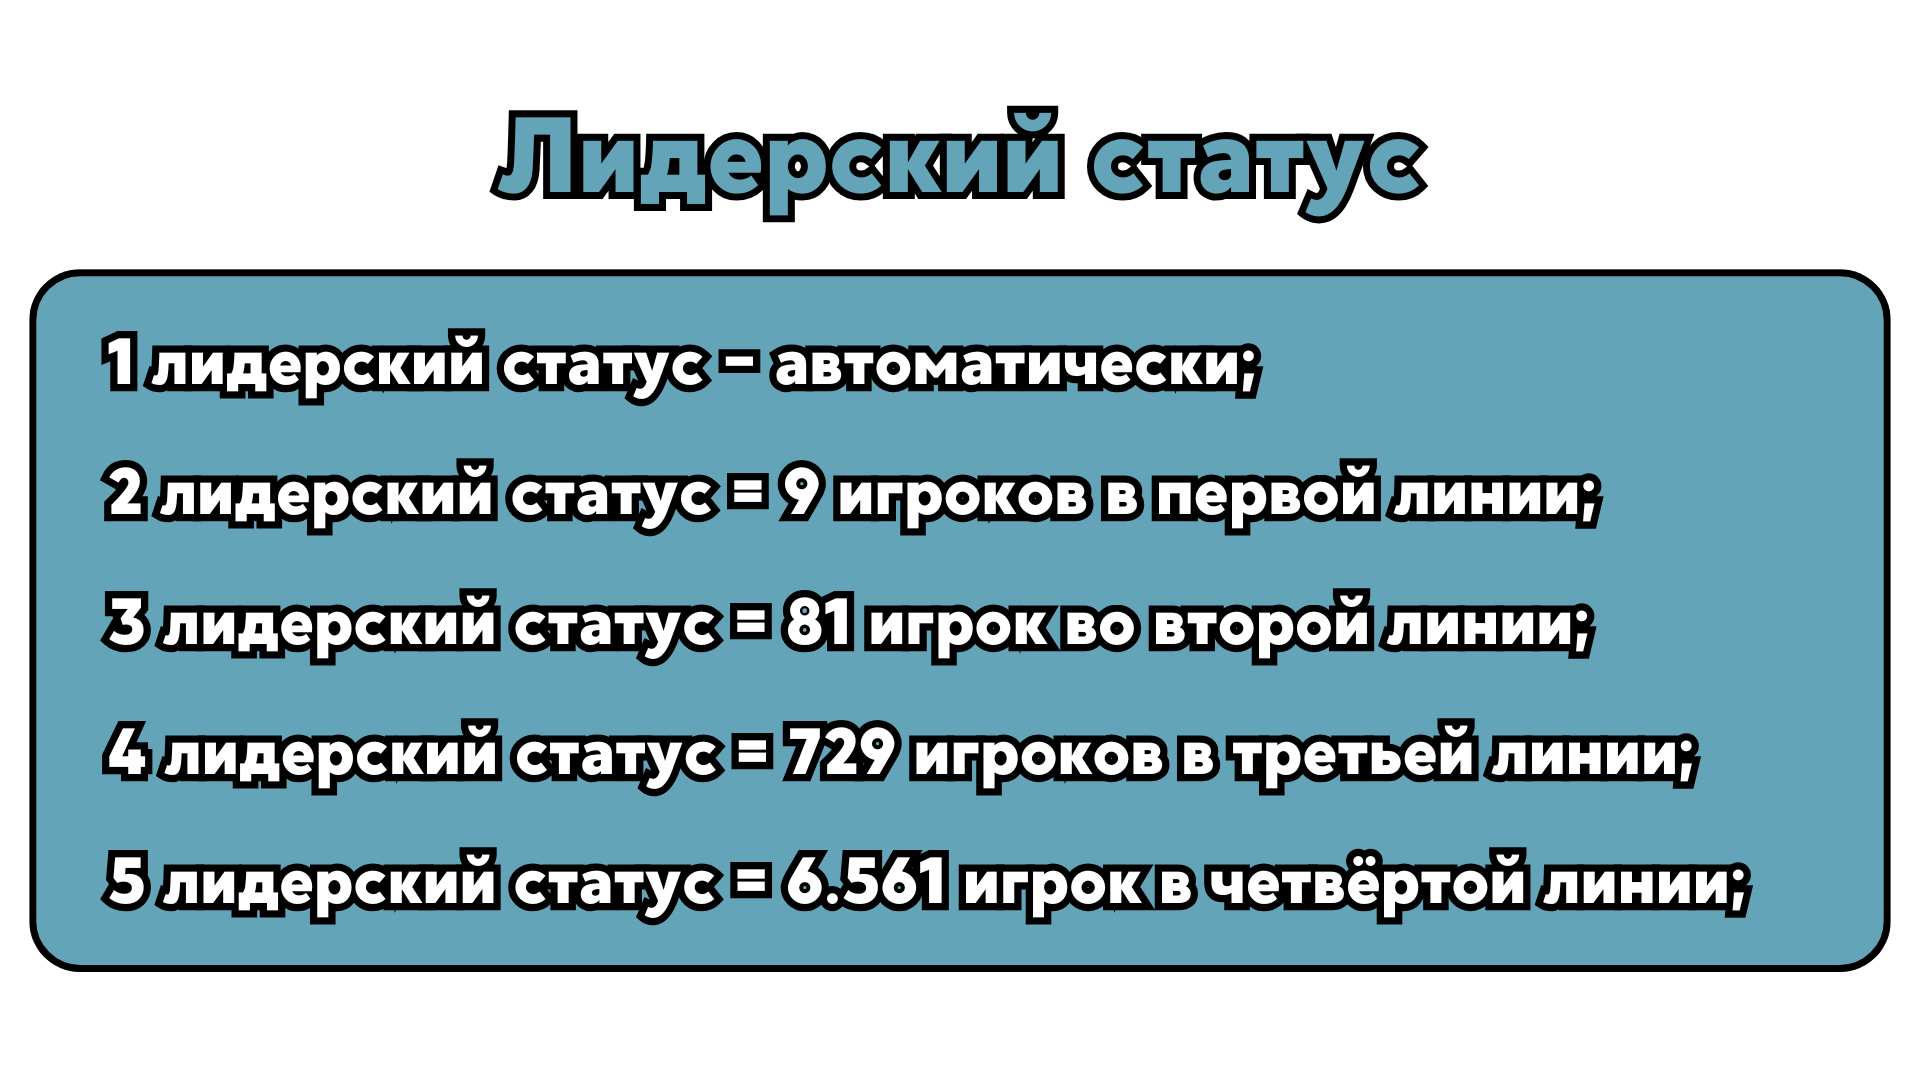 Лидерский статус
1 лидерский статус – автоматически;
2 лидерский статус = 9 игроков в первой линии;
3 лидерский статус = 81 игрок во второй линии;
4 лидерский статус = 729 игроков в третьей линии;
5 лидерский статус = 6.561 игрок в четвёртой линии;